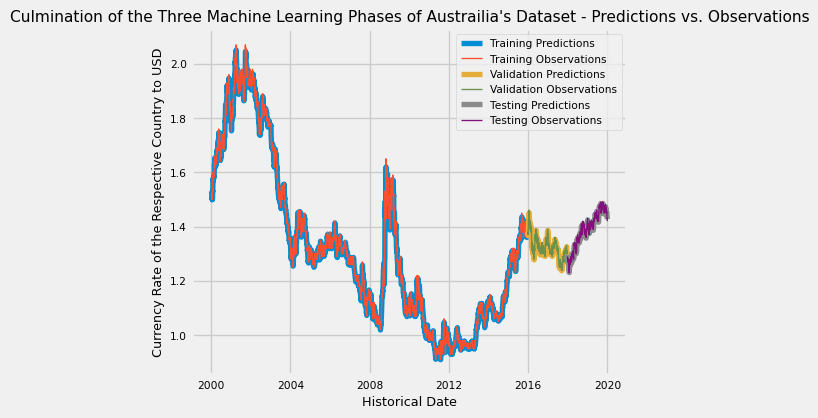 Culmination of the Three Machine Learning Phases of Austrailia's Dataset - Predictions vs. Observations
Currency Rate of the Respective Country to USD
2.0
1.8
1.6
1.4
1.2
1.0
Training Predictions
Training Observations
Validation Predictions
Validation Observations
Testing Predictions
Testing Observations
2000
2004
2008
2012
2016
2020
Historical Date